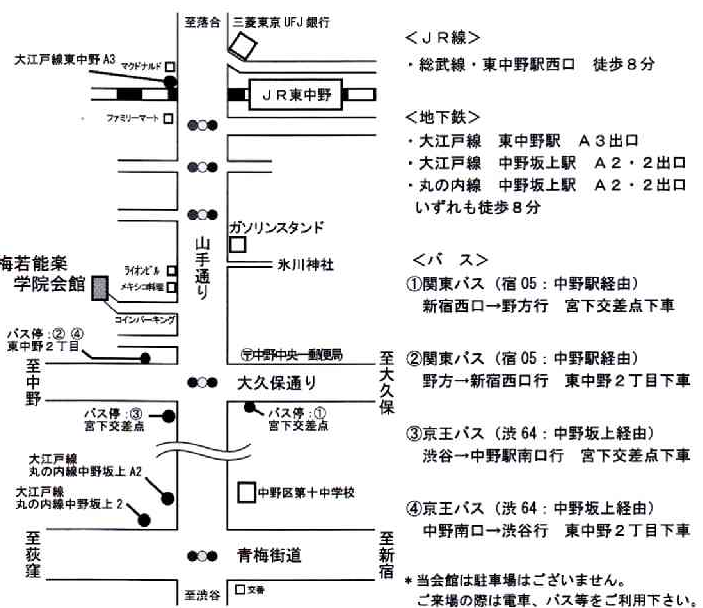 至落合
三菱東京UFJ銀行
大江戸線東中野A3
マクドナルド
JR東中野
ファミリーマート
ガソリンスタンド
山手通り
氷川神社
梅若能楽
学院会館
ライオンビル
メキシコ料理
コインパーキング
バス停:② ④
東中野2丁目
〒中野中央一郵便局
至中野
大久保通り
至大久保
バス停:③
宮下交差点
バス停:①
宮下交差点
大江戸線
丸の内線中野坂上A2
大江戸線
丸の内線中野坂上2
中野区第十中学校
至荻窪
青梅街道
至新宿
至渋谷
交番
<JR線>
・総武線・東中野駅西口 徒歩8分
<地下鉄>
・大江戸線 東中野駅 A3出口
・大江戸線 中野坂上駅 A2・2出口
・丸の内線 中野坂上駅 A2・2出口
いずれも徒歩8分
<バス>
①関東バス(宿05:中野駅経由)
新宿西口→野方行 宮下交差点下車
②関東バス(宿05:中野駅経由)
野方→新宿西口行 東中野2丁目下車
③京王バス(渋64:中野坂上経由)
渋谷→中野駅南口行 宮下交差点下車
④京王バス(渋64:中野坂上経由)
中野南口→渋谷行 東中野2丁目下車
*当会館は駐車場はございません。
ご来場の際は電車、バス等をご利用下さい。